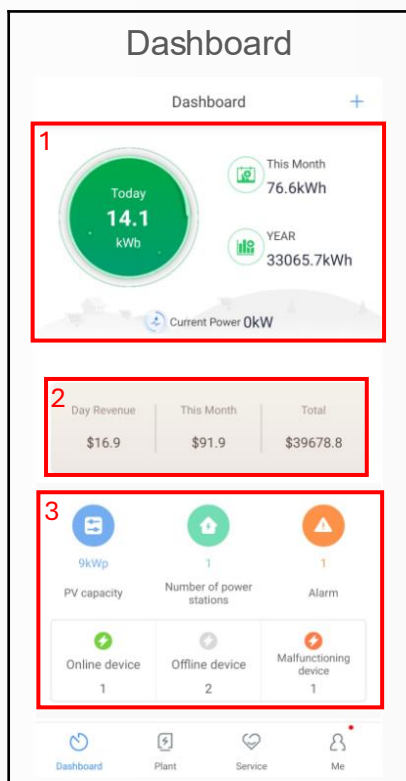 Dashboard
Dashboard +
1
Today
14.1
kWh
This Month
76.6kWh
YEAR
33065.7kWh
Current Power 0kW
2
Day Revenue This Month Total
$16.9 $91.9 $39678.8
3
9kWp 1 1
PV capacity Number of power stations Alarm
Online device Offline device Malfunctioning device
1 2 1
Dashboard Plant Service Me